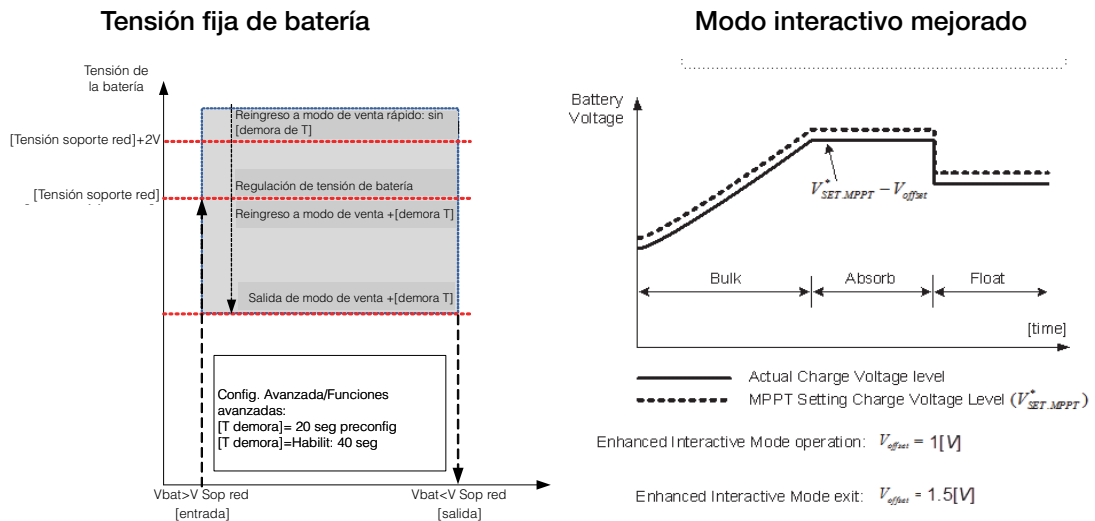 Tensión fija de batería
Tensión de
la batería
Reingreso a modo de venta rápido: sin
[demora de T]
[Tensión soporte red]+2V
Regulación de tensión de batería
[Tensión soporte red]
Reingreso a modo de venta +[demora T]
Salida de modo de venta +[demora T]
Config. Avanzada/Funciones
avanzadas:
[T demora]= 20 seg preconfig
[T demora]=Habilit: 40 seg
Vbat>V Sop red
[entrada]
Vbat<V Sop red
[salida]
Modo interactivo mejorado
Battery
Voltage
V*SET.MPPT − Voffset
Bulk
Absorb
Float
[time]
Actual Charge Voltage level
MPPT Setting Charge Voltage Level (V*SET.MPPT)
Enhanced Interactive Mode operation: Voffset = 1[V]
Enhanced Interactive Mode exit: Voffset = 1.5[V]